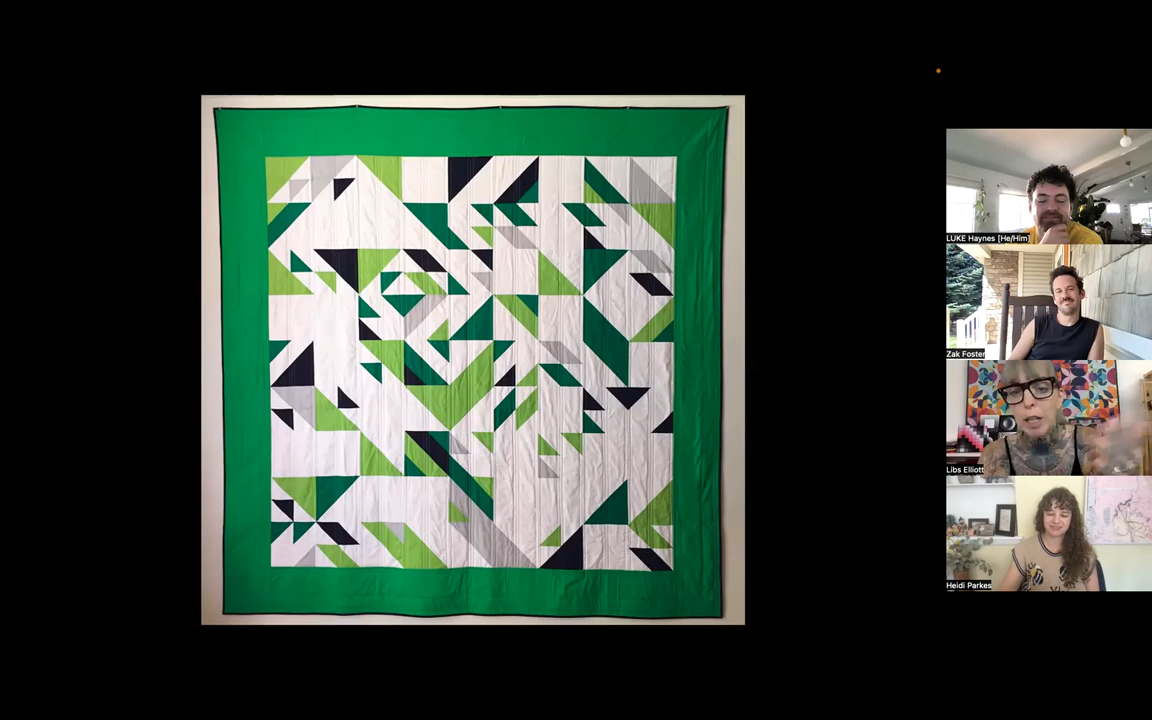 LUKE Haynes [He/Him]
Zak Foster
Libs Elliott
Heidi Parkes